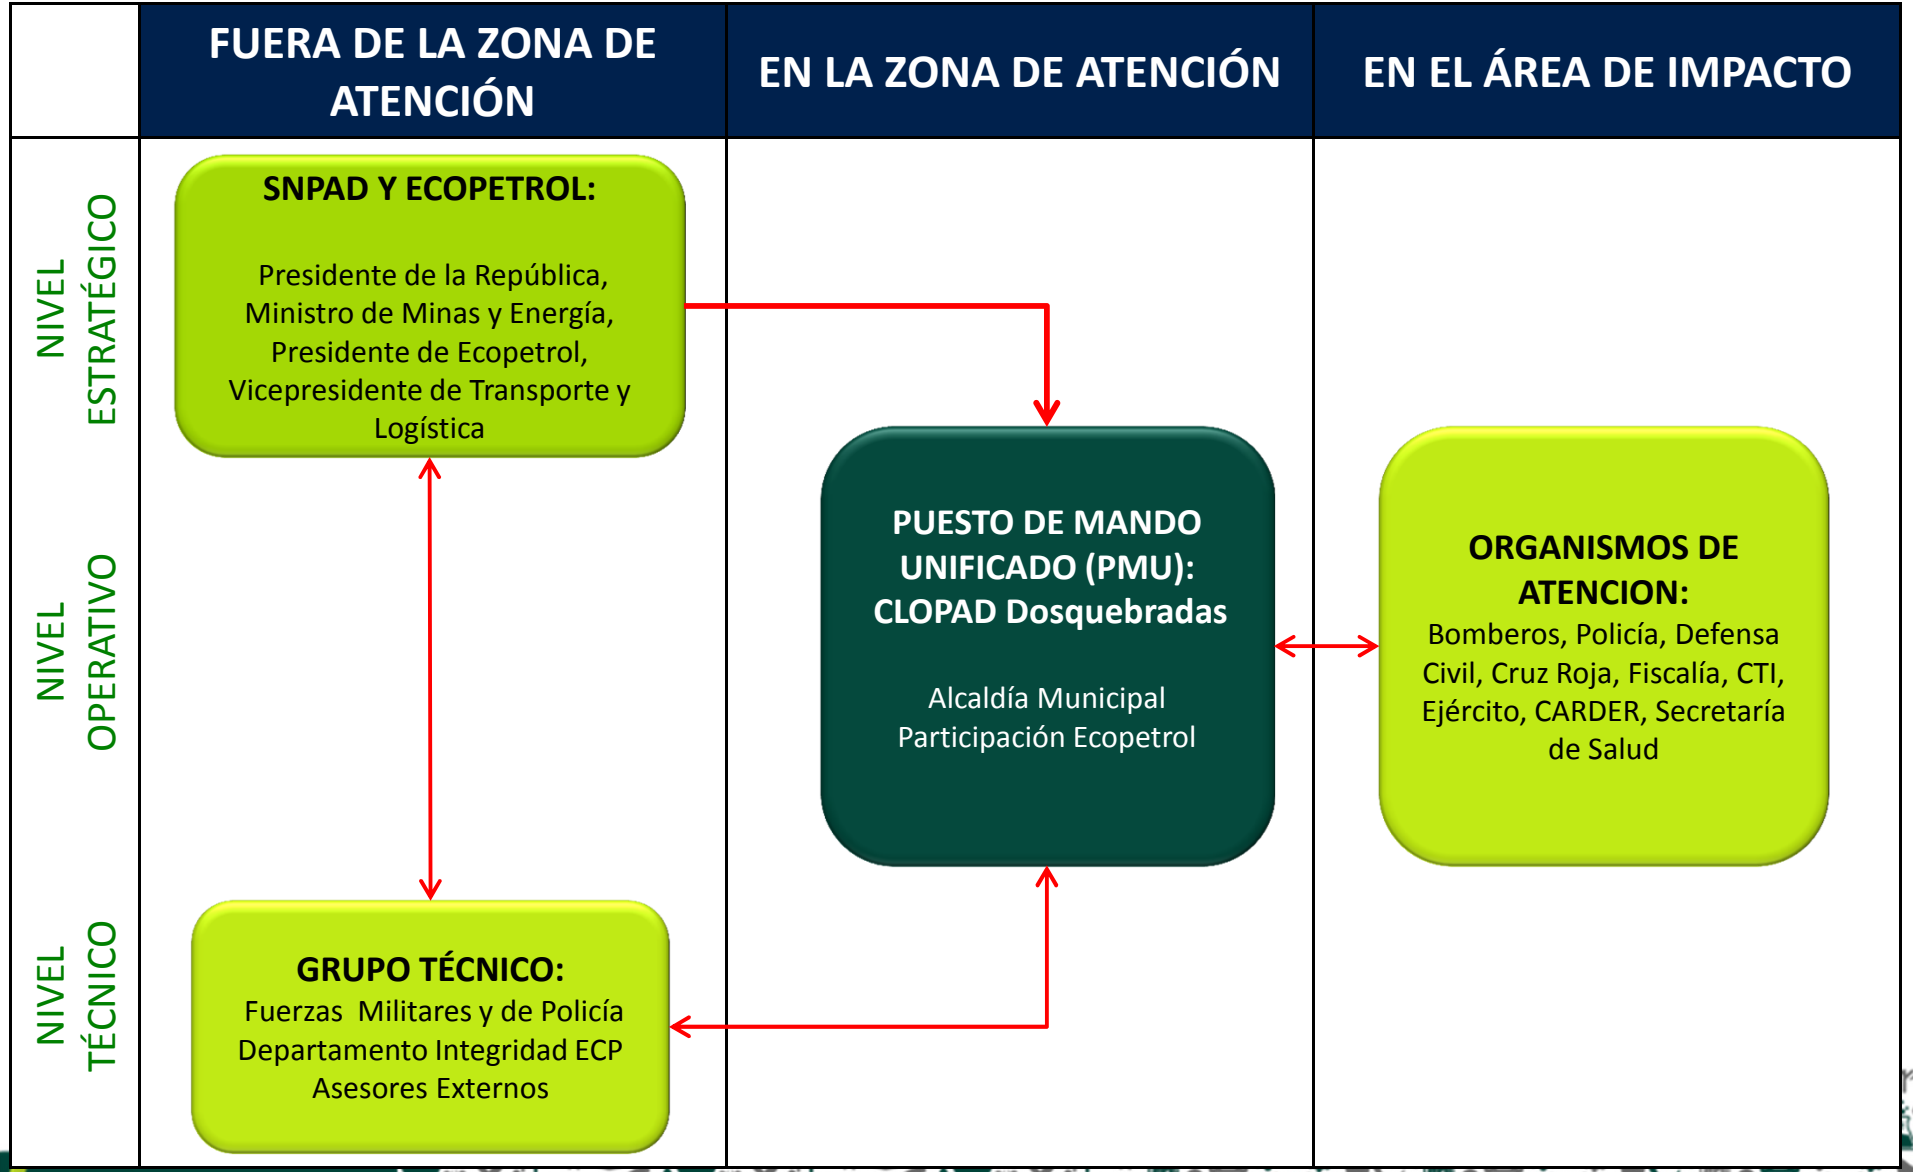 FUERA DE LA ZONA DE
ATENCIÓN
EN LA ZONA DE ATENCIÓN
EN EL ÁREA DE IMPACTO
NIVEL
ESTRATÉGICO
SNPAD Y ECOPETROL:
Presidente de la República,
Ministro de Minas y Energía,
Presidente de Ecopetrol,
Vicepresidente de Transporte y
Logística
NIVEL
OPERATIVO
PUESTO DE MANDO
UNIFICADO (PMU):
CLOPAD Dosquebradas
Alcaldía Municipal
Participación Ecopetrol
ORGANISMOS DE
ATENCION:
Bomberos, Policía, Defensa
Civil, Cruz Roja, Fiscalía, CTI,
Ejército, CARDER, Secretaría
de Salud
NIVEL
TÉCNICO
GRUPO TÉCNICO:
Fuerzas  Militares y de Policía
Departamento Integridad ECP
Asesores Externos